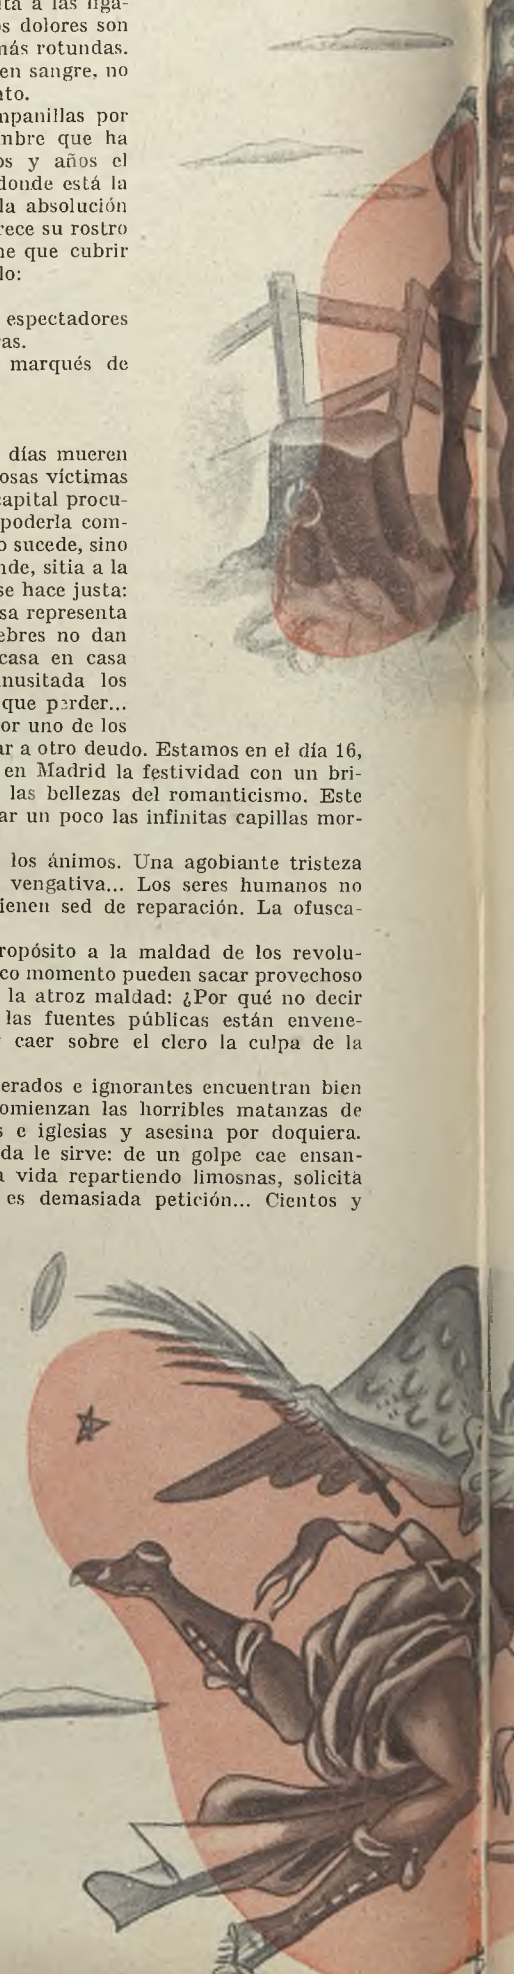 ita a las liga-
s dolores son
más rotundas.
en sangre, no
to.
mpanillas por
mbre que ha
os y años el
donde está la
la absolución
rece su rostro
ne que cubrir
lo:
espectadores
as.
marqués de
días mueren
osas víctimas
apital procu-
poderla com-
o sucede, sino
nde, sitia a la
se hace justa:
sa representa
ebres no dan
casa en casa
nusitada los
que perder...
or uno de los
ar a otro deudo. Estamos en el día 16,
en Madrid la festividad con un bri-
las bellezas del romanticismo. Este
ar un poco las infinitas capillas mor-
los ánimos. Una agobiante tristeza
vengativa... Los seres humanos no
ienen sed de reparación. La ofusca-
ropósito a la maldad de los revolu-
co momento pueden sacar provechoso
la atroz maldad: ¿Por qué no decir
las fuentes públicas están envene-
caer sobre el clero la culpa de la
erados e ignorantes encuentran bien
omienzan las horribles matanzas de
s e iglesias y asesina por doquiera.
da le sirve: de un golpe cae ensan-
a vida repartiendo limosnas, solicita
es demasiada petición... Cientos y